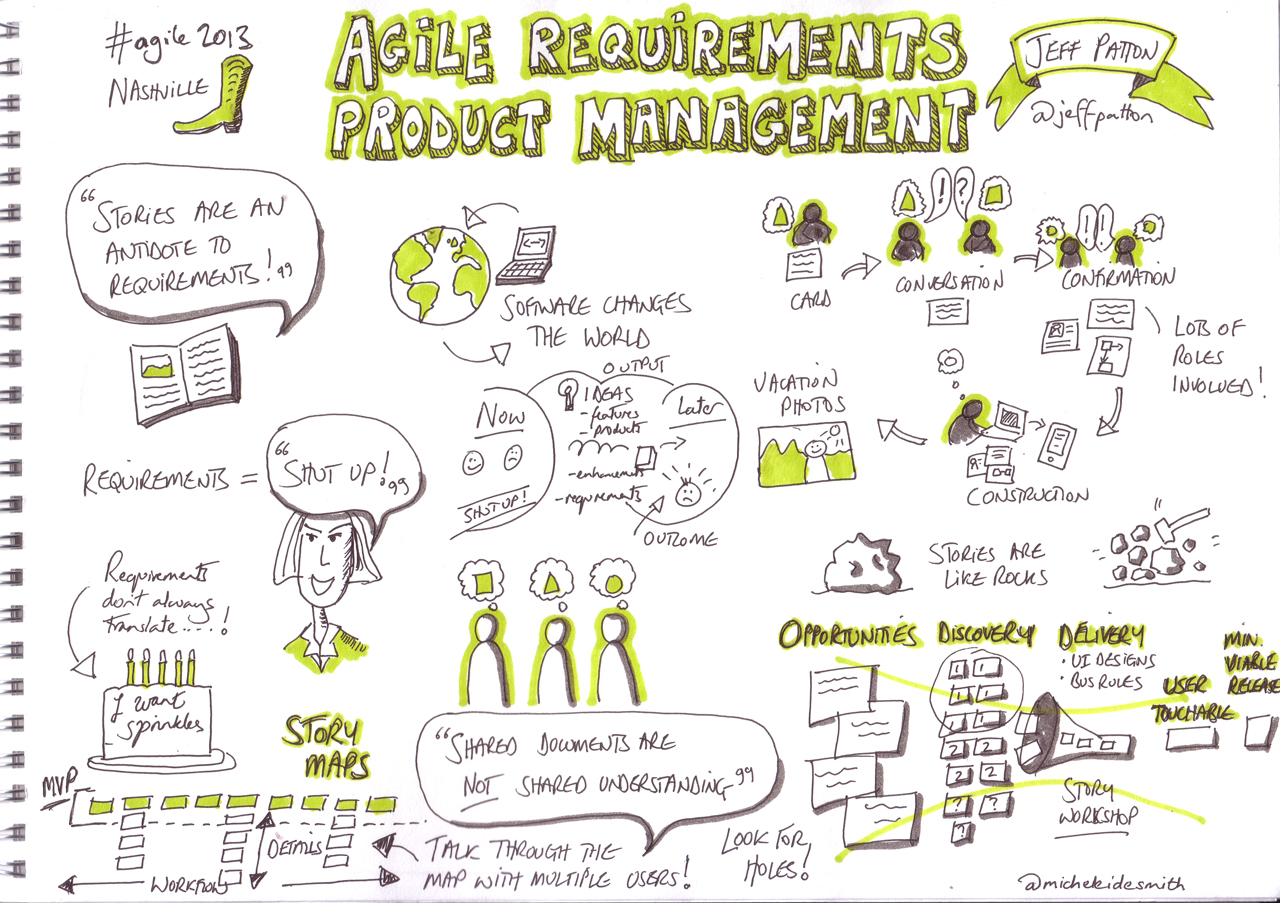 #agile 2013
NASHVILLE
AGILE REQUIREMENTS
PRODUCT MANAGEMENT
JEFF PATTON
@jeffpatton
"STORIES ARE AN
ANTIDOTE TO
REQUIREMENTS!"
SOFTWARE CHANGES
THE WORLD
CARD
! ?
CONVERSATION
! !
CONFIRMATION
LOTS OF
ROLES
INVOLVED!
CONSTRUCTION
VACATION
PHOTOS
OUTPUT
NOW
SHUT UP!
IDEAS
- features
- products
- enhancements
- requirements
Later
OUTCOME
REQUIREMENTS = "SHUT UP!"
Requirements
don't always
translate....!
I want
sprinkles
STORIES ARE
LIKE ROCKS
"SHARED DOCUMENTS ARE
NOT SHARED UNDERSTANDING"
STORY
MAPS
MVP
DETAILS
WORKFLOW
TALK THROUGH THE
MAP WITH MULTIPLE USERS!
LOOK FOR
HOLES!
OPPORTUNITIES
DISCOVERY
1 1
1 1
1 1
2 2
2 2
? ?
?
DELIVERY
• UI DESIGNS
• BUS RULES
USER
TOUCHABLE
MIN.
VIABLE
RELEASE
STORY
WORKSHOP
@micheleidesmith